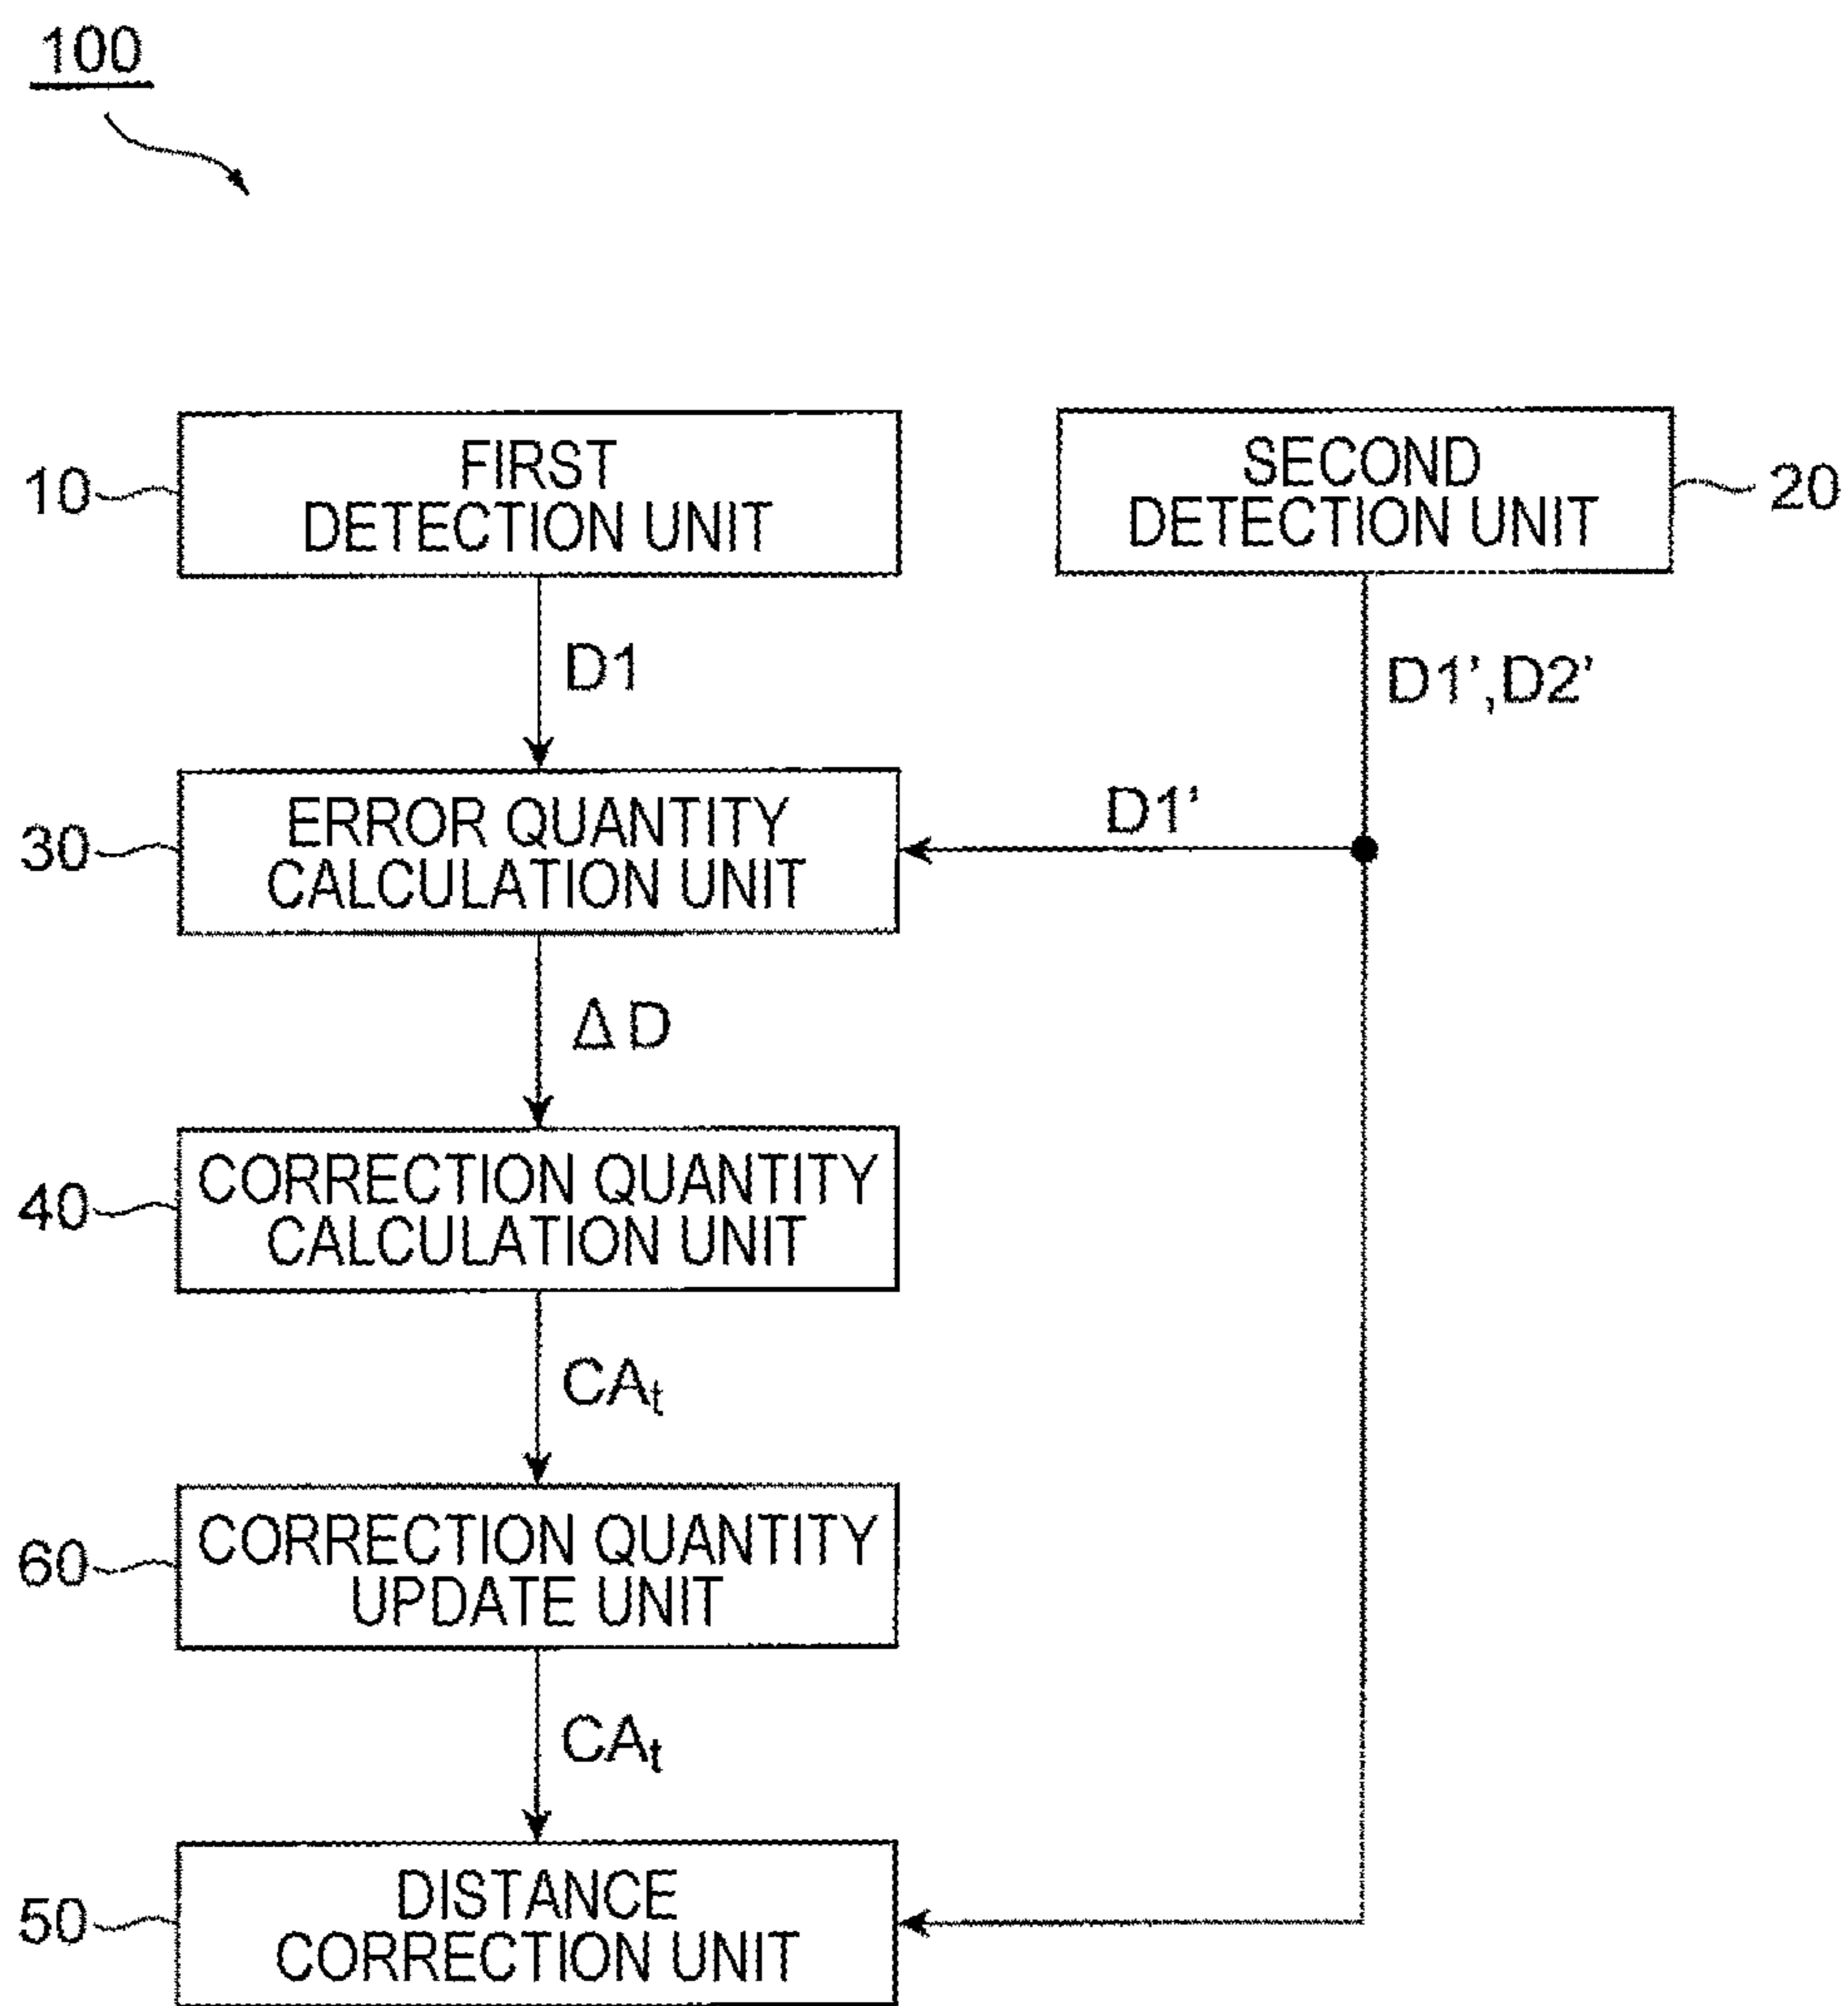 100
FIRST
DETECTION UNIT
10
SECOND
DETECTION UNIT
20
D1
D1’,D2’
D1’
ERROR QUANTITY
CALCULATION UNIT
30
Δ D
CORRECTION QUANTITY
CALCULATION UNIT
40
CAt
CORRECTION QUANTITY
UPDATE UNIT
60
CAt
DISTANCE
CORRECTION UNIT
50